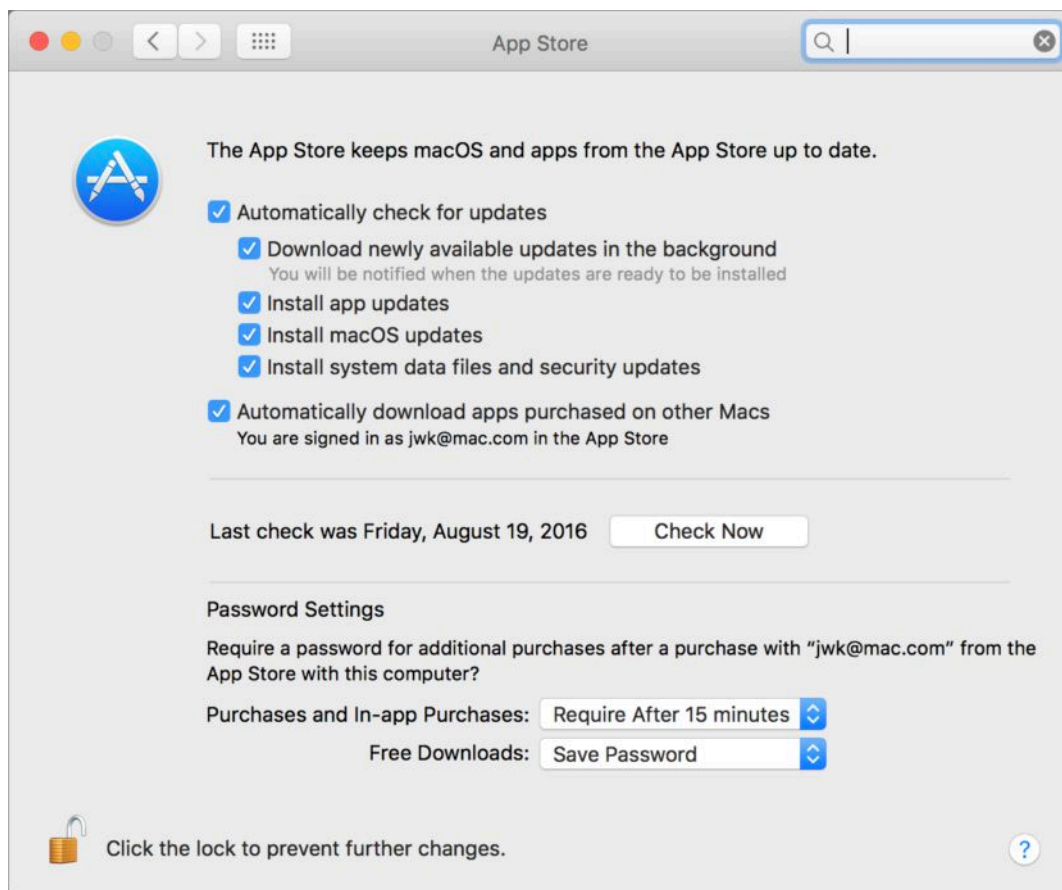 App Store
The App Store keeps macOS and apps from the App Store up to date.
Automatically check for updates
Download newly available updates in the background
You will be notified when the updates are ready to be installed
Install app updates
Install macOS updates
Install system data files and security updates
Automatically download apps purchased on other Macs
You are signed in as jwk@mac.com in the App Store
Last check was Friday, August 19, 2016 Check Now
Password Settings
Require a password for additional purchases after a purchase with “jwk@mac.com” from the
App Store with this computer?
Purchases and In-app Purchases: Require After 15 minutes
Free Downloads: Save Password
Click the lock to prevent further changes. ?